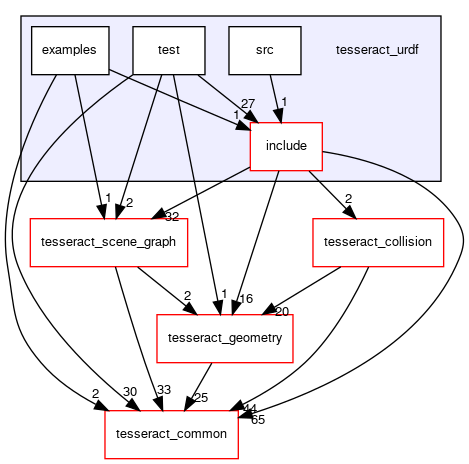 examples
test
src
tesseract_urdf
27
1
1
include
1
2
32
2
tesseract_scene_graph
tesseract_collision
2
1
16
20
tesseract_geometry
2
30
33
25
44
65
tesseract_common